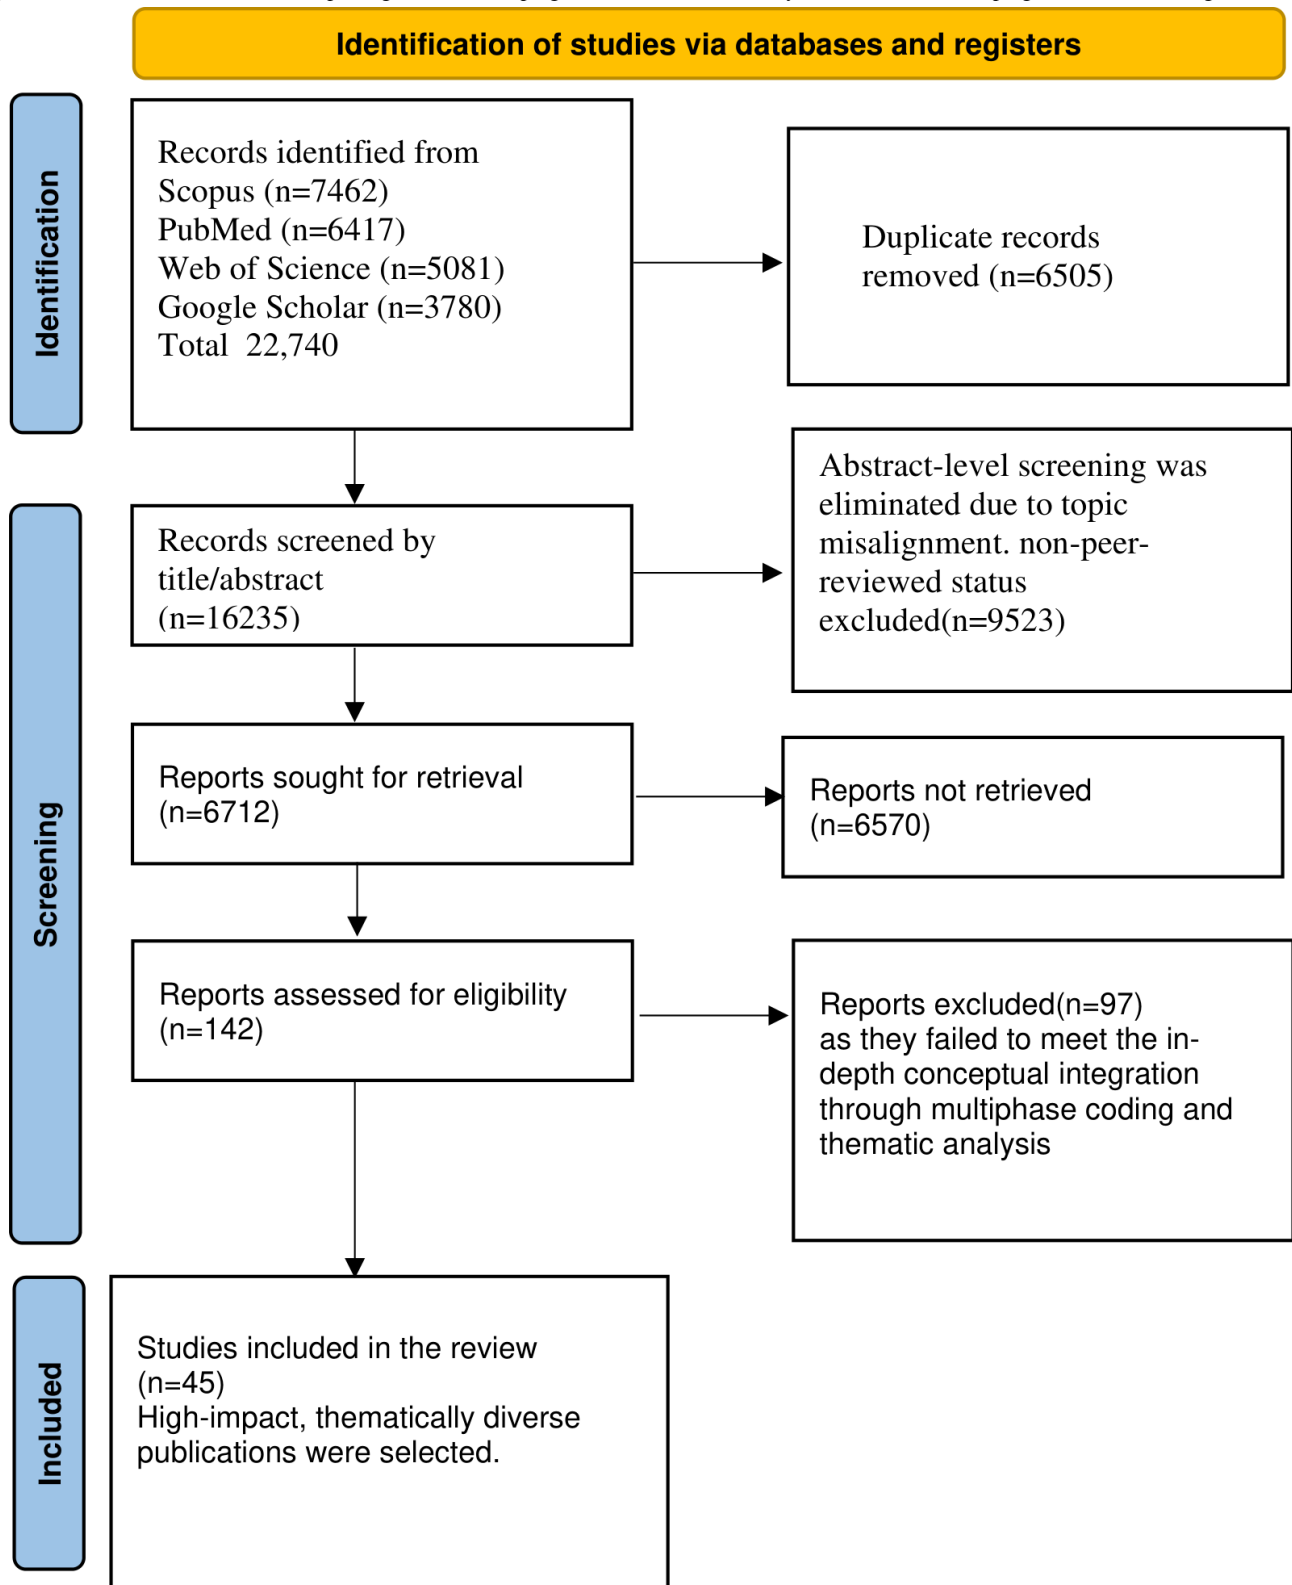 Identification of studies via databases and registers
Identification
Records identified from
Scopus (n=7462)
PubMed (n=6417)
Web of Science (n=5081)
Google Scholar (n=3780)
Total  22,740
Duplicate records
removed (n=6505)
Screening
Records screened by
title/abstract
(n=16235)
Abstract-level screening was
eliminated due to topic
misalignment. non-peer-
reviewed status
excluded(n=9523)
Reports sought for retrieval
(n=6712)
Reports not retrieved
(n=6570)
Reports assessed for eligibility
(n=142)
Reports excluded(n=97)
as they failed to meet the in-
depth conceptual integration
through multiphase coding and
thematic analysis
Included
Studies included in the review
(n=45)
High-impact, thematically diverse
publications were selected.